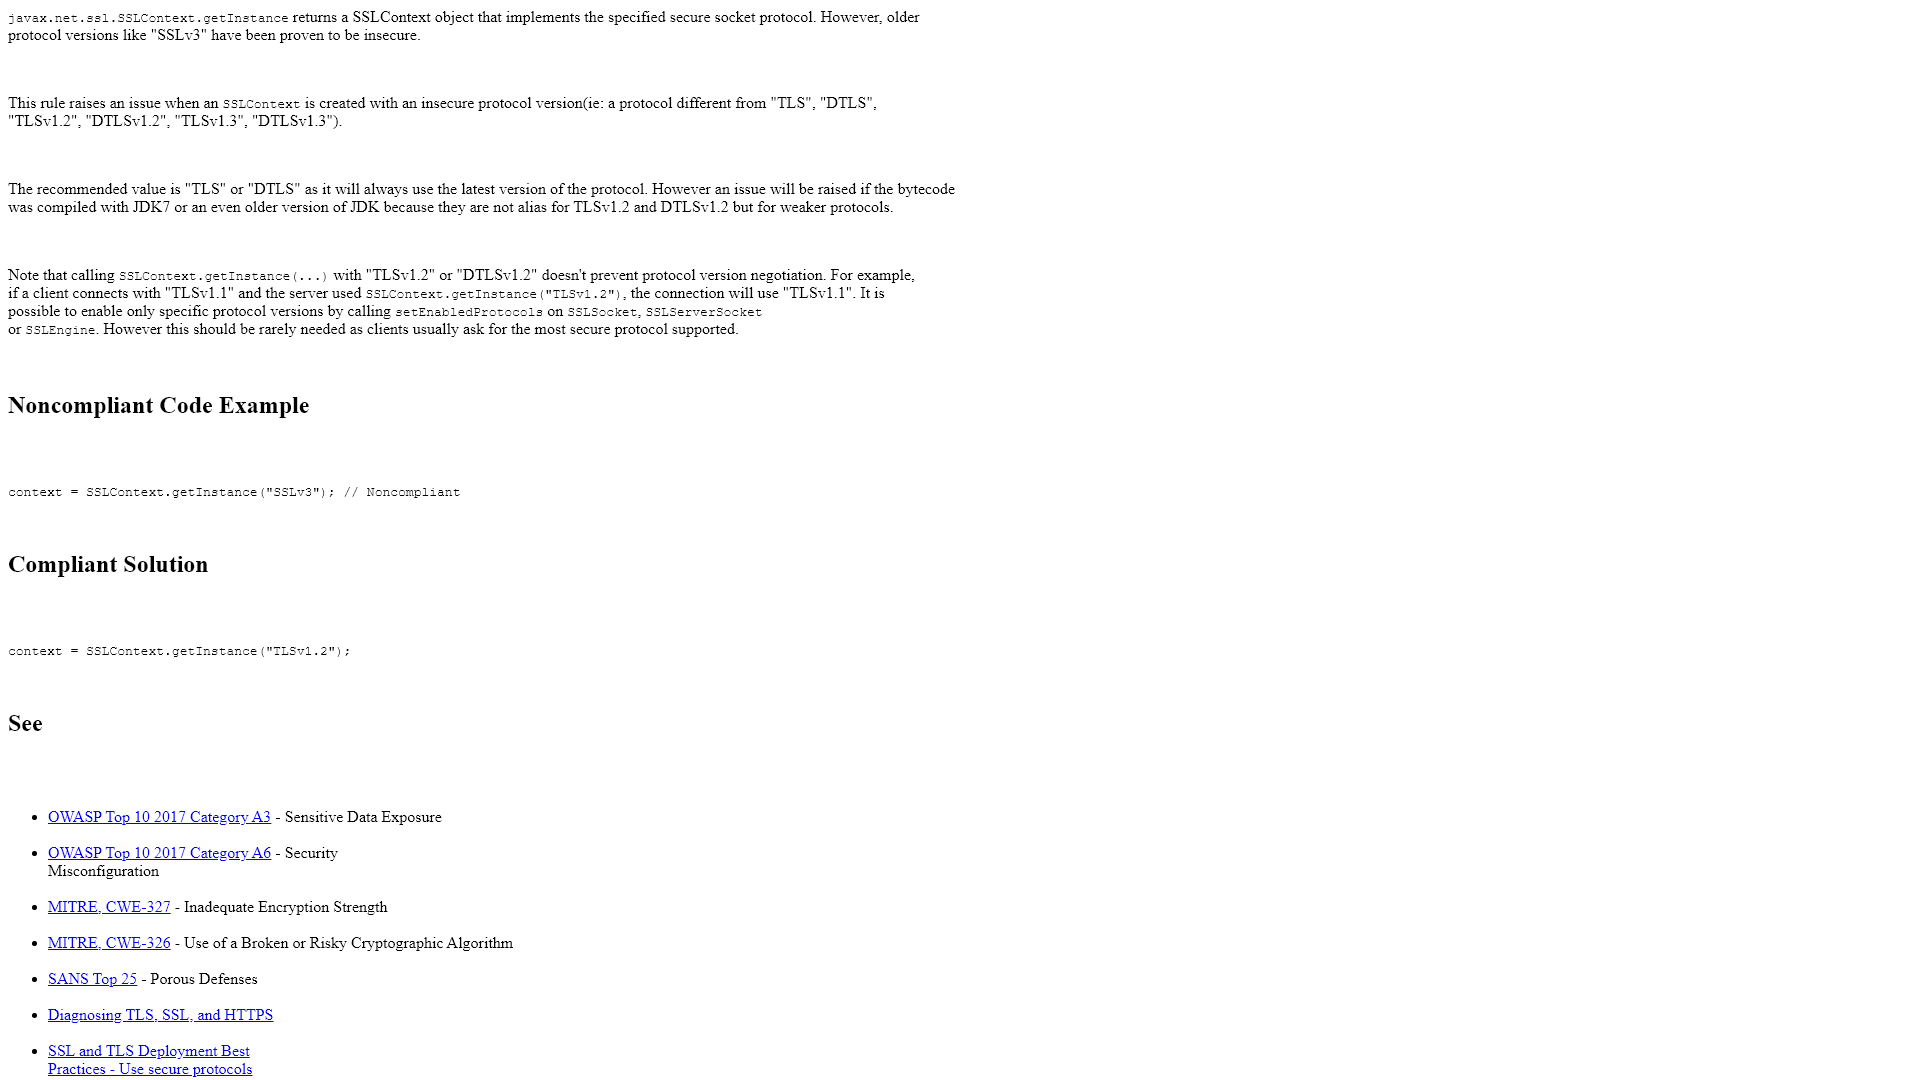 javax.net.ssl.SSLContext.getInstance returns a SSLContext object that implements the specified secure socket protocol. However, older
protocol versions like "SSLv3" have been proven to be insecure.
This rule raises an issue when an SSLContext is created with an insecure protocol version(ie: a protocol different from "TLS", "DTLS",
"TLSv1.2", "DTLSv1.2", "TLSv1.3", "DTLSv1.3").
The recommended value is "TLS" or "DTLS" as it will always use the latest version of the protocol. However an issue will be raised if the bytecode
was compiled with JDK7 or an even older version of JDK because they are not alias for TLSv1.2 and DTLSv1.2 but for weaker protocols.
Note that calling SSLContext.getInstance(...) with "TLSv1.2" or "DTLSv1.2" doesn't prevent protocol version negotiation. For example,
if a client connects with "TLSv1.1" and the server used SSLContext.getInstance("TLSv1.2"), the connection will use "TLSv1.1". It is
possible to enable only specific protocol versions by calling setEnabledProtocols on SSLSocket, SSLServerSocket
or SSLEngine. However this should be rarely needed as clients usually ask for the most secure protocol supported.
Noncompliant Code Example
context = SSLContext.getInstance("SSLv3"); // Noncompliant
Compliant Solution
context = SSLContext.getInstance("TLSv1.2");
See
• OWASP Top 10 2017 Category A3 - Sensitive Data Exposure
• OWASP Top 10 2017 Category A6 - Security
Misconfiguration
• MITRE, CWE-327 - Inadequate Encryption Strength
• MITRE, CWE-326 - Use of a Broken or Risky Cryptographic Algorithm
• SANS Top 25 - Porous Defenses
• Diagnosing TLS, SSL, and HTTPS
• SSL and TLS Deployment Best
Practices - Use secure protocols